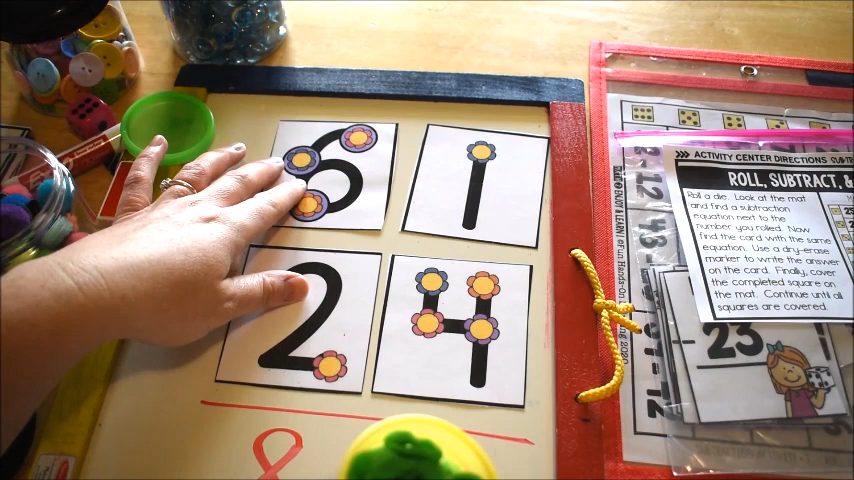 6 1
2 4
8
ACTIVITY CENTER DIRECTIONS
ROLL, SUBTRACT, &
Roll a die. Look at the mat
and find a subtraction
equation next to the
number you rolled. Now
find the card with the same
equation. Use a dry-erase
marker to write the answer
on the card. Finally, cover
the completed square on
the mat. Continue until all
squares are covered.
- 23